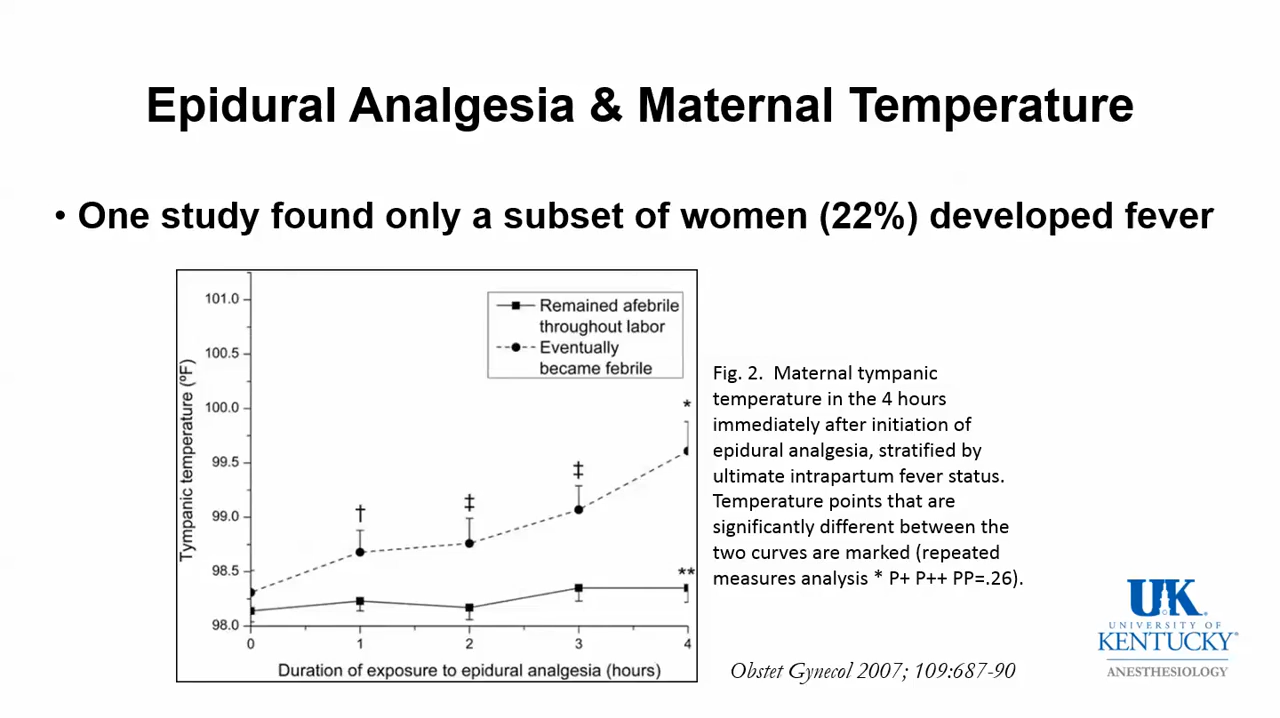 Epidural Analgesia & Maternal Temperature
• One study found only a subset of women (22%) developed fever
101.0
100.5
100.0
99.5
99.0
98.5
98.0
Tympanic temperature (ºF)
Remained afebrile
throughout labor
Eventually
became febrile
†
‡
‡
*
**
0 1 2 3 4
Duration of exposure to epidural analgesia (hours)
Fig. 2. Maternal tympanic
temperature in the 4 hours
immediately after initiation of
epidural analgesia, stratified by
ultimate intrapartum fever status.
Temperature points that are
significantly different between the
two curves are marked (repeated
measures analysis * P+ P++ PP=.26).
Obstet Gynecol 2007; 109:687-90
UK
UNIVERSITY OF
KENTUCKY®
ANESTHESIOLOGY